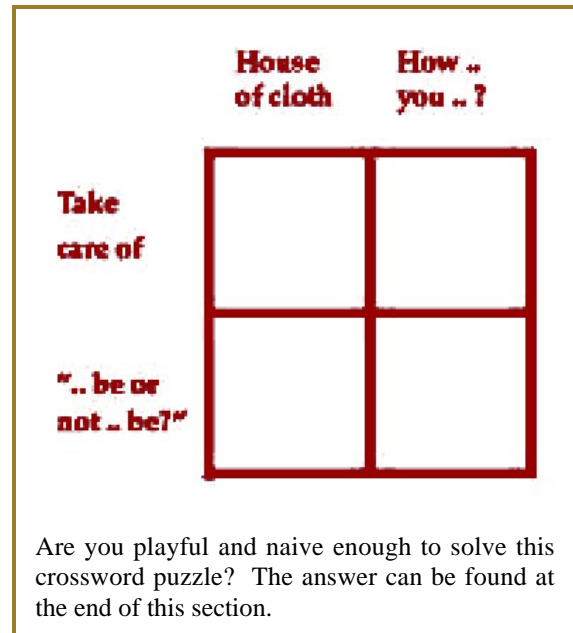 House
of cloth
How ..
you .. ?
Take
care of
".. be or
not .. be?"
Are you playful and naive enough to solve this
crossword puzzle? The answer can be found at
the end of this section.